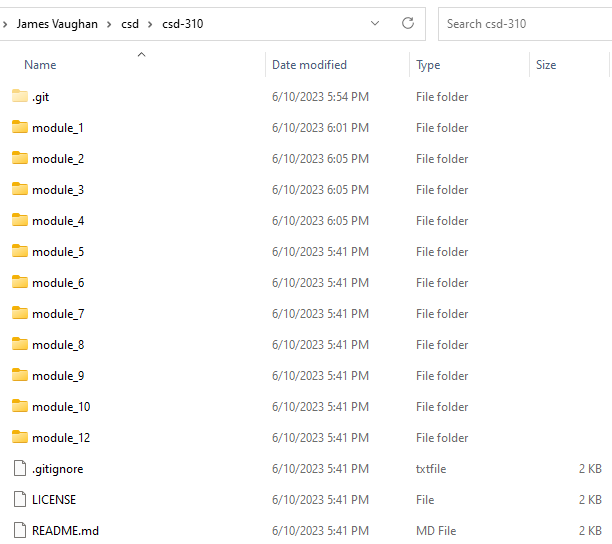 James Vaughan > csd > csd-310 Search csd-310
Name Date modified Type Size
.git 6/10/2023 5:54 PM File folder
module_1 6/10/2023 6:01 PM File folder
module_2 6/10/2023 6:05 PM File folder
module_3 6/10/2023 6:05 PM File folder
module_4 6/10/2023 6:05 PM File folder
module_5 6/10/2023 5:41 PM File folder
module_6 6/10/2023 5:41 PM File folder
module_7 6/10/2023 5:41 PM File folder
module_8 6/10/2023 5:41 PM File folder
module_9 6/10/2023 5:41 PM File folder
module_10 6/10/2023 5:41 PM File folder
module_12 6/10/2023 5:41 PM File folder
.gitignore 6/10/2023 5:41 PM txtfile 2 KB
LICENSE 6/10/2023 5:41 PM File 2 KB
README.md 6/10/2023 5:41 PM MD File 2 KB